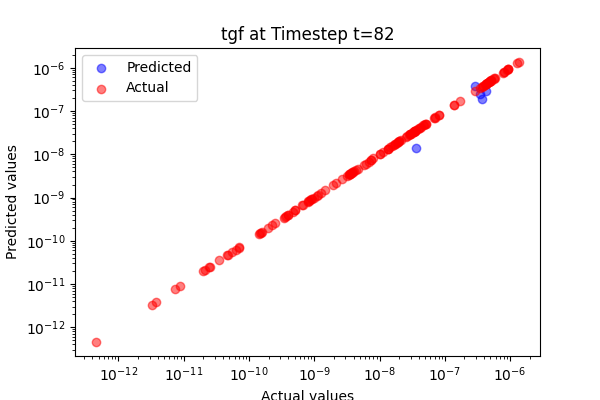 tgf at Timestep t=82
Predicted
Actual
Predicted values
10⁻⁶
10⁻⁷
10⁻⁸
10⁻⁹
10⁻¹⁰
10⁻¹¹
10⁻¹²
10⁻¹² 10⁻¹¹ 10⁻¹⁰ 10⁻⁹ 10⁻⁸ 10⁻⁷ 10⁻⁶
Actual values